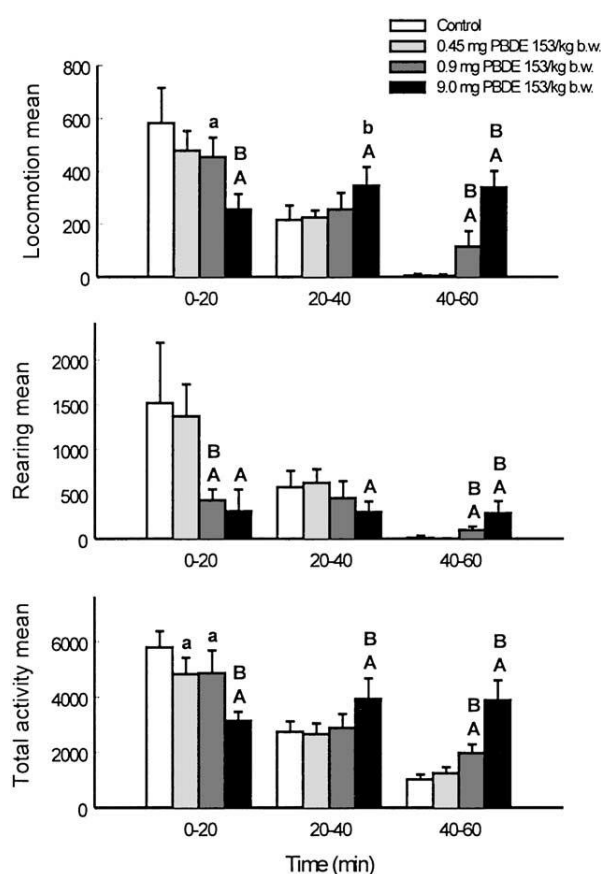 Control
0.45 mg PBDE 153/kg b.w.
0.9 mg PBDE 153/kg b.w.
9.0 mg PBDE 153/kg b.w.
Locomotion mean
800
600
400
200
0
a
B
A
b
A
B
A
B
A
0-20
20-40
40-60
Rearing mean
2000
1500
1000
500
0
B
A
A
A
B
A
B
A
0-20
20-40
40-60
Total activity mean
6000
4000
2000
0
a
a
B
A
B
A
B
A
B
A
0-20
20-40
40-60
Time (min)